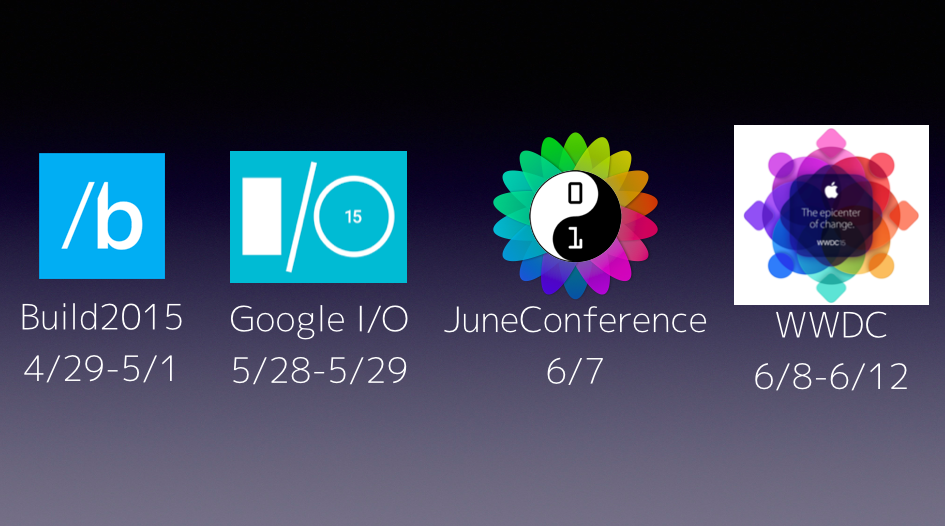 /b
Build2015
4/29-5/1
I/O
15
Google I/O
5/28-5/29
0
1
JuneConference
6/7
The epicenter
of change.
WWDC15
WWDC
6/8-6/12